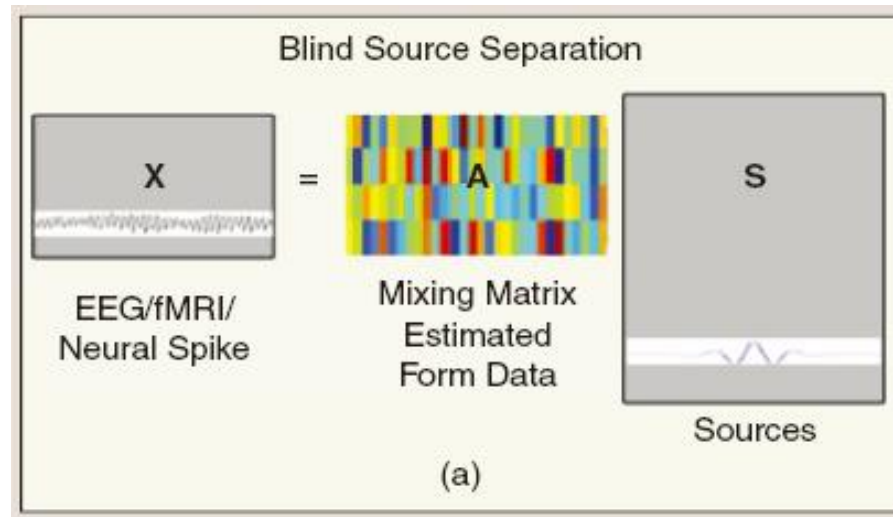 Blind Source Separation
X
=
A
S
EEG/fMRI/
Neural Spike
Mixing Matrix
Estimated
Form Data
Sources
(a)